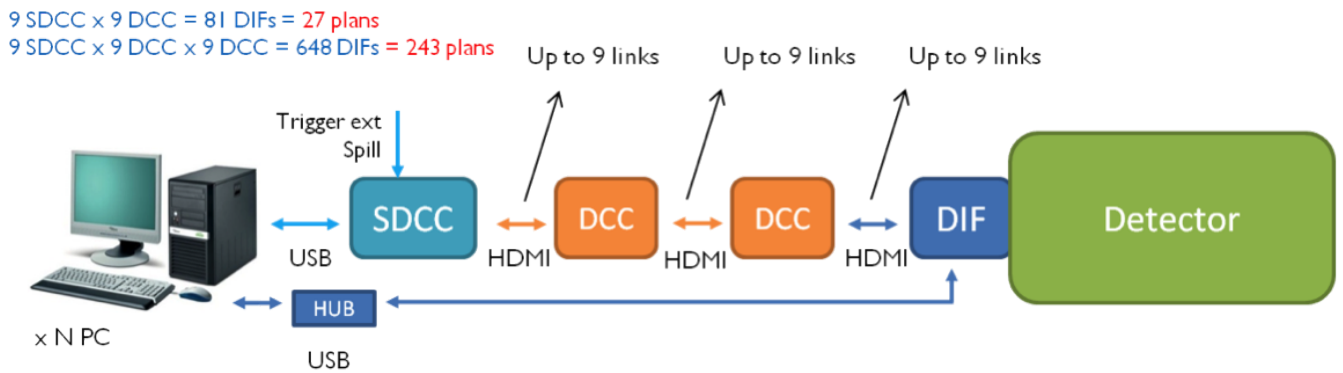 9 SDCC x 9 DCC = 81 DIFs = 27 plans
9 SDCC x 9 DCC x 9 DCC = 648 DIFs = 243 plans
Up to 9 links
Up to 9 links
Up to 9 links
Trigger ext
Spill
SDCC
DCC
DCC
DIF
Detector
USB
HDMI
HDMI
HDMI
HUB
x N PC
USB